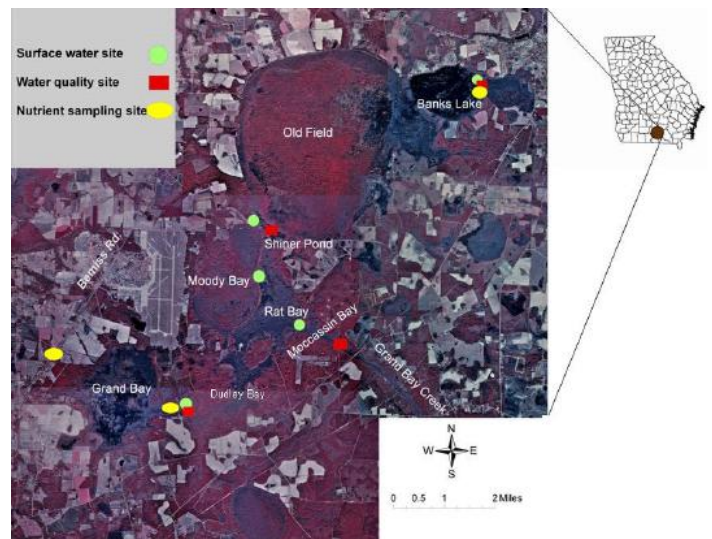 Surface water site
Water quality site
Nutrient sampling site
Banks Lake
Old Field
Shiner Pond
Bemiss Rd.
Moody Bay
Rat Bay
Moccassin Bay
Grand Bay
Dudley Bay
Grand Bay Creek
N
W E
S
0 0.5 1 2 Miles